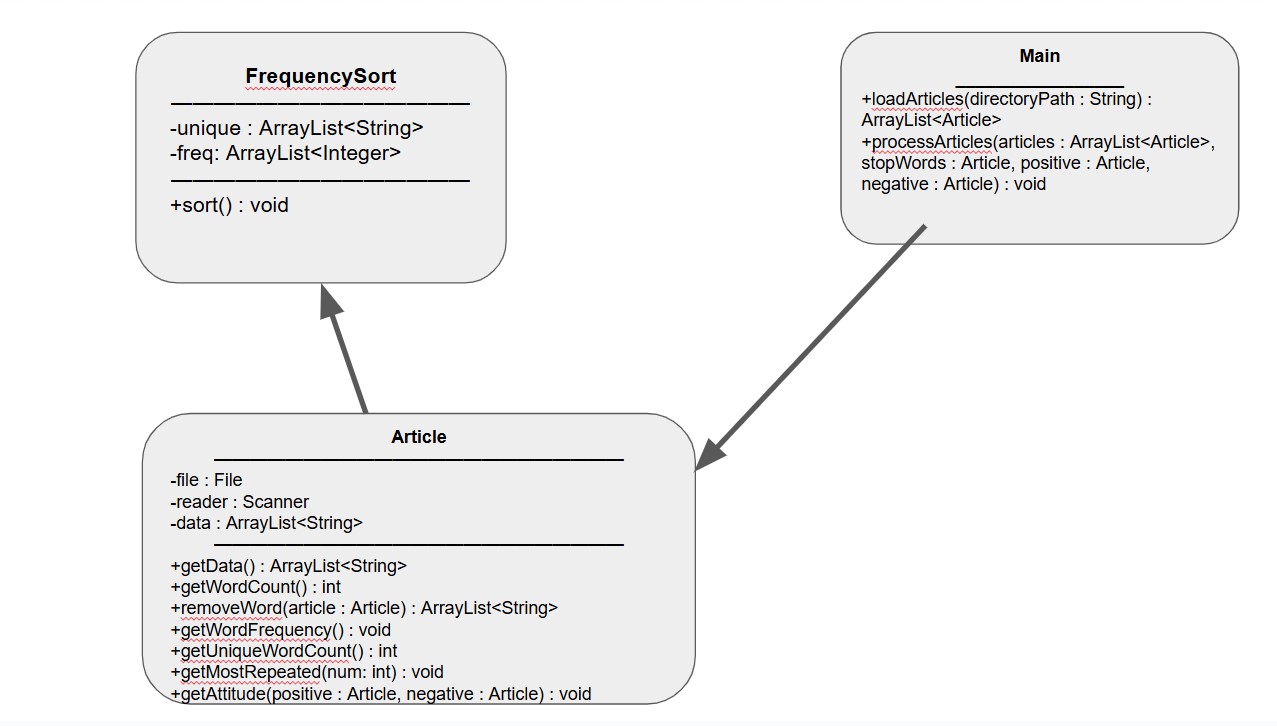 FrequencySort
-unique : ArrayList<String>
-freq: ArrayList<Integer>
+sort() : void
Main
+loadArticles(directoryPath : String) :
ArrayList<Article>
+processArticles(articles : ArrayList<Article>,
stopWords : Article, positive : Article,
negative : Article) : void
Article
-file : File
-reader : Scanner
-data : ArrayList<String>
+getData() : ArrayList<String>
+getWordCount() : int
+removeWord(article : Article) : ArrayList<String>
+getWordFrequency() : void
+getUniqueWordCount() : int
+getMostRepeated(num: int) : void
+getAttitude(positive : Article, negative : Article) : void